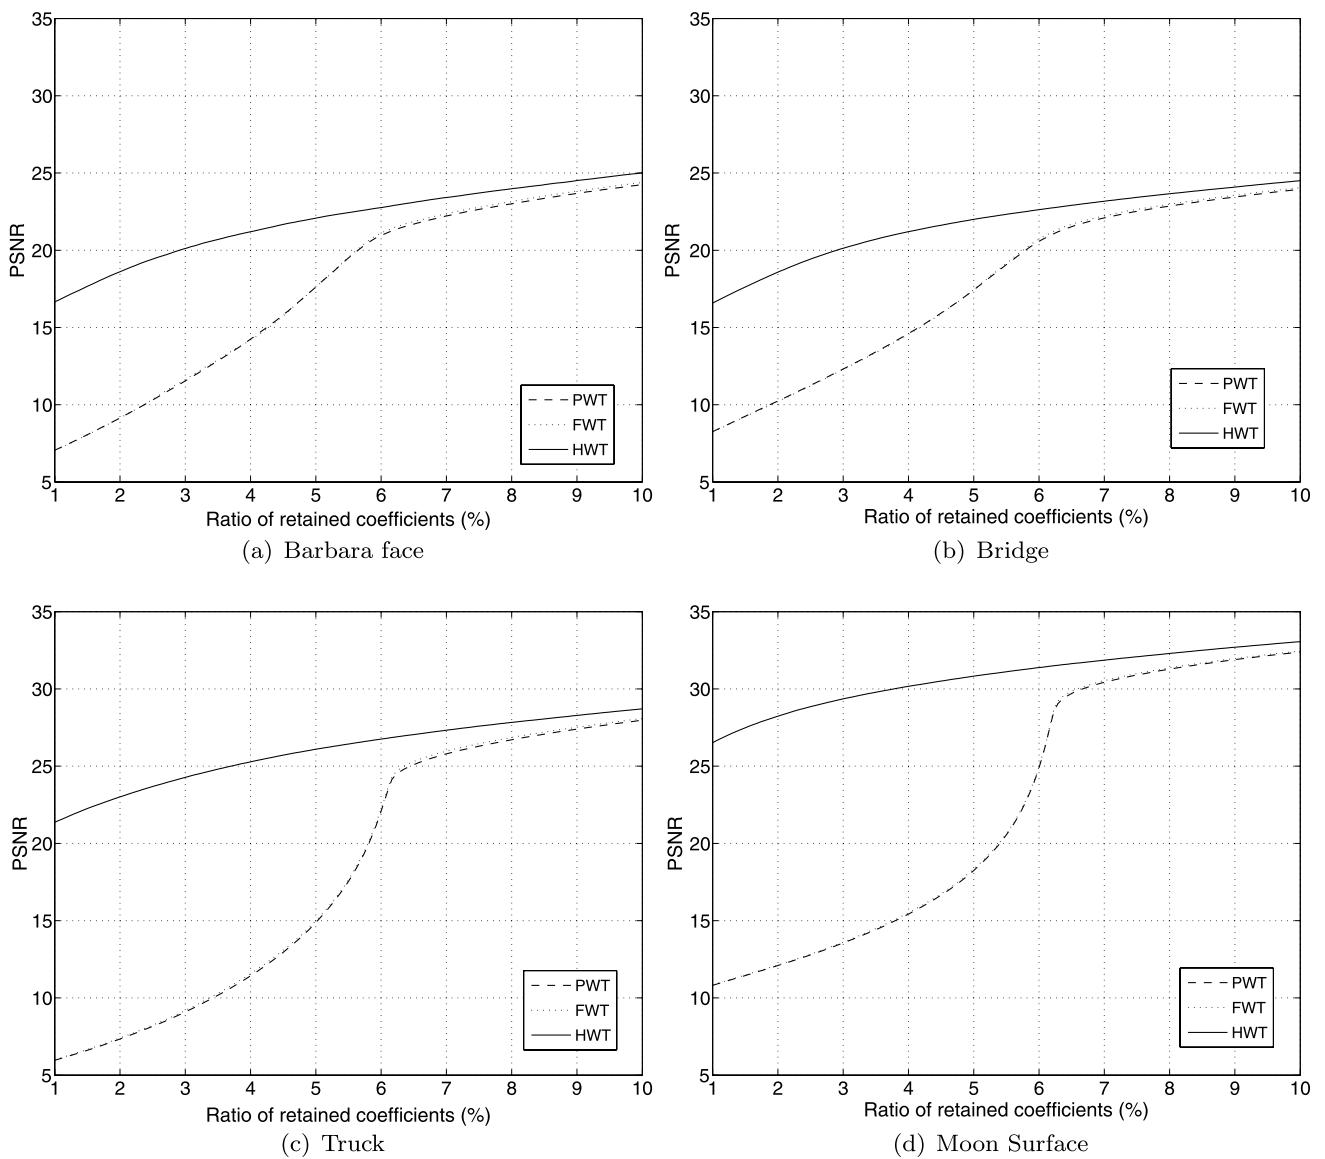 35
30
25
20
15
10
5
PSNR
PWT
FWT
HWT
1 2 3 4 5 6 7 8 9 10
Ratio of retained coefficients (%)
(a) Barbara face
35
30
25
20
15
10
5
PSNR
PWT
FWT
HWT
1 2 3 4 5 6 7 8 9 10
Ratio of retained coefficients (%)
(b) Bridge
35
30
25
20
15
10
5
PSNR
PWT
FWT
HWT
1 2 3 4 5 6 7 8 9 10
Ratio of retained coefficients (%)
(c) Truck
35
30
25
20
15
10
5
PSNR
PWT
FWT
HWT
1 2 3 4 5 6 7 8 9 10
Ratio of retained coefficients (%)
(d) Moon Surface